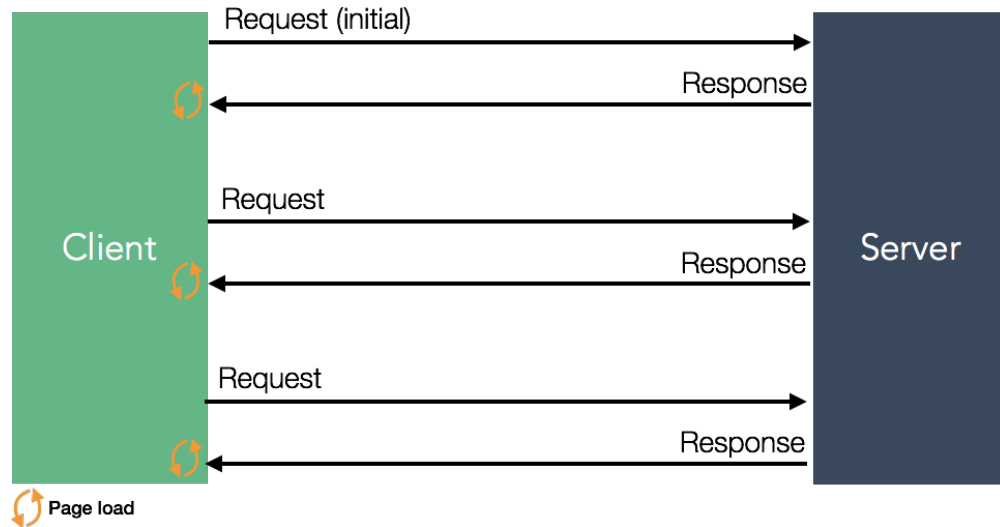 Request (initial)
Response
Request
Client
Server
Response
Request
Response
Page load